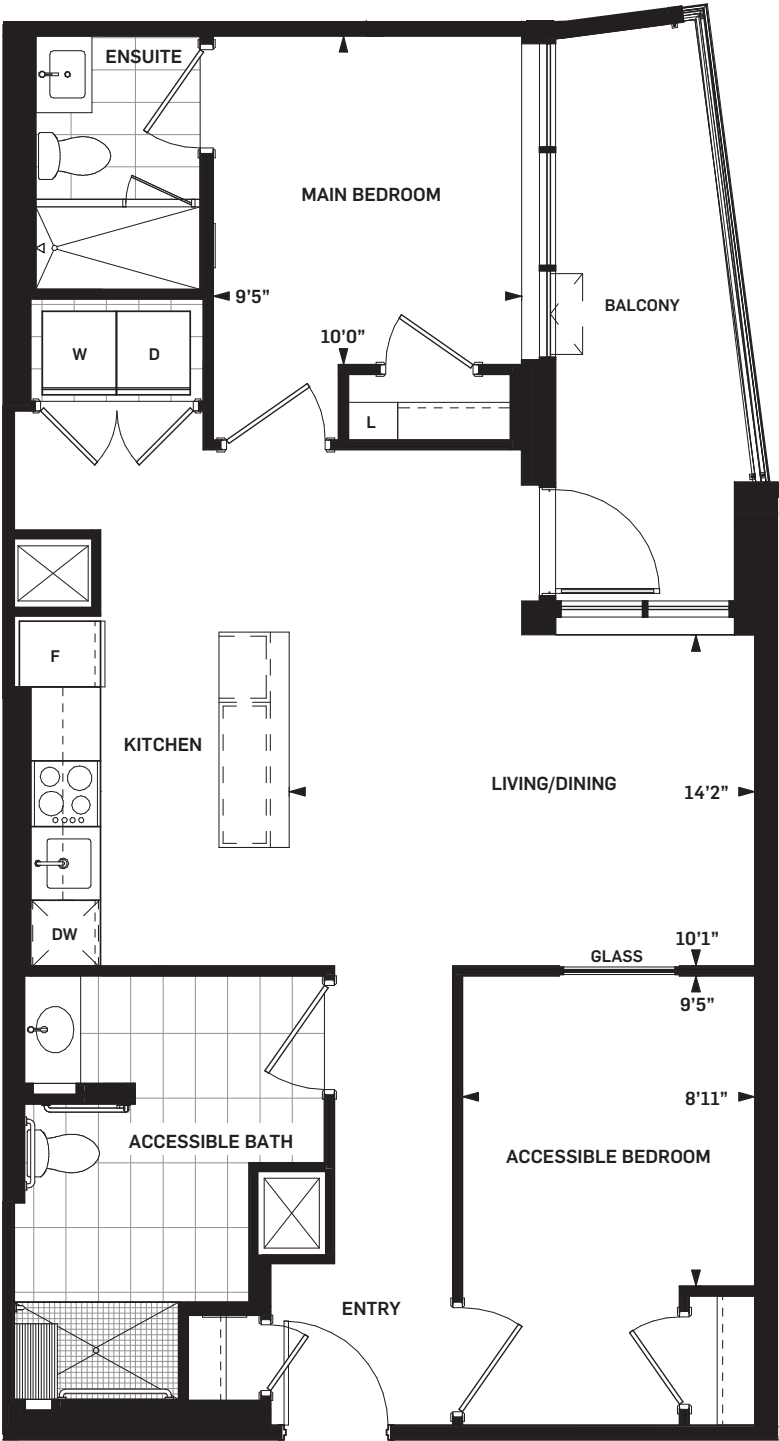 ENSUITE
MAIN BEDROOM
9’5”
BALCONY
10’0”
W
D
L
F
KITCHEN
LIVING/DINING
14’2”
DW
10’1”
GLASS
9’5”
8’11”
ACCESSIBLE BATH
ACCESSIBLE BEDROOM
ENTRY